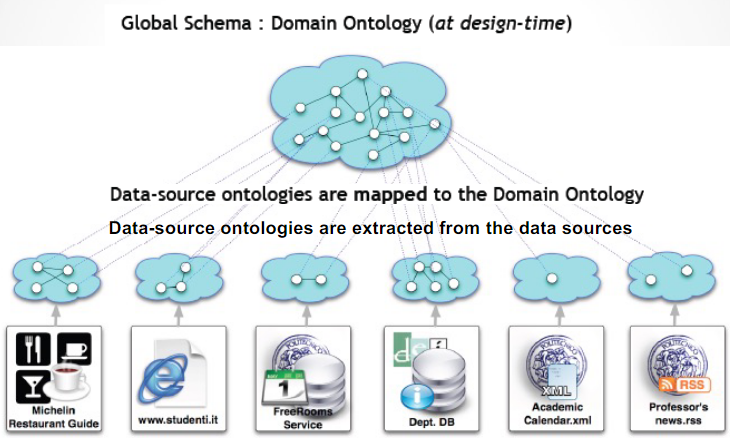 Global Schema : Domain Ontology (at design-time)
Data-source ontologies are mapped to the Domain Ontology
Data-source ontologies are extracted from the data sources
Michelin
Restaurant Guide
www.studenti.it
1
FreeRooms
Service
Dept. DB
XML
Academic
Calendar.xml
RSS
Professor's
news.rss